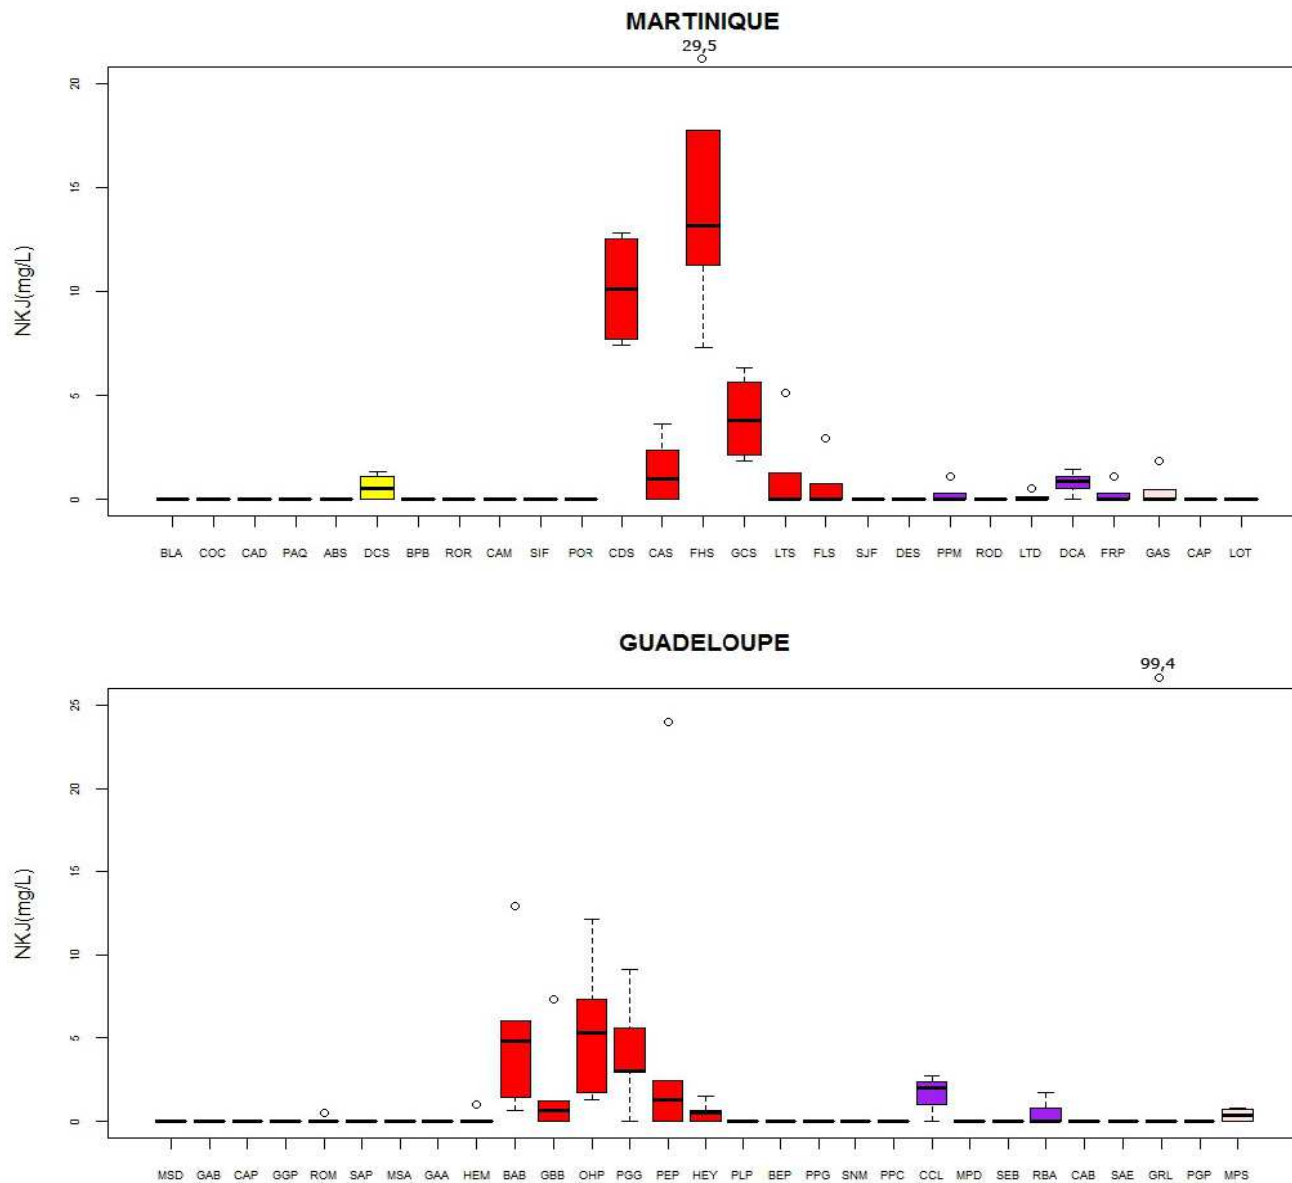 MARTINIQUE
29,5
20
15
10
5
0
NKJ(mg/L)
BLA COC CAD PAQ ABS DCS BPB ROR CAM SIF POR CDS CAS FHS GCS LTS FLS SJF DES PPM ROD LTD DCA FRP GAS CAP LOT
GUADELOUPE
99,4
25
20
15
10
5
0
NKJ(mg/L)
MSD GAB CAP GGP ROM SAP MSA GAA HEM BAB GBB OHP PGG PEP HEY PLP BEP PPG SNM PPC CCL MPD SEB RBA CAB SAE GRL PGP MPS